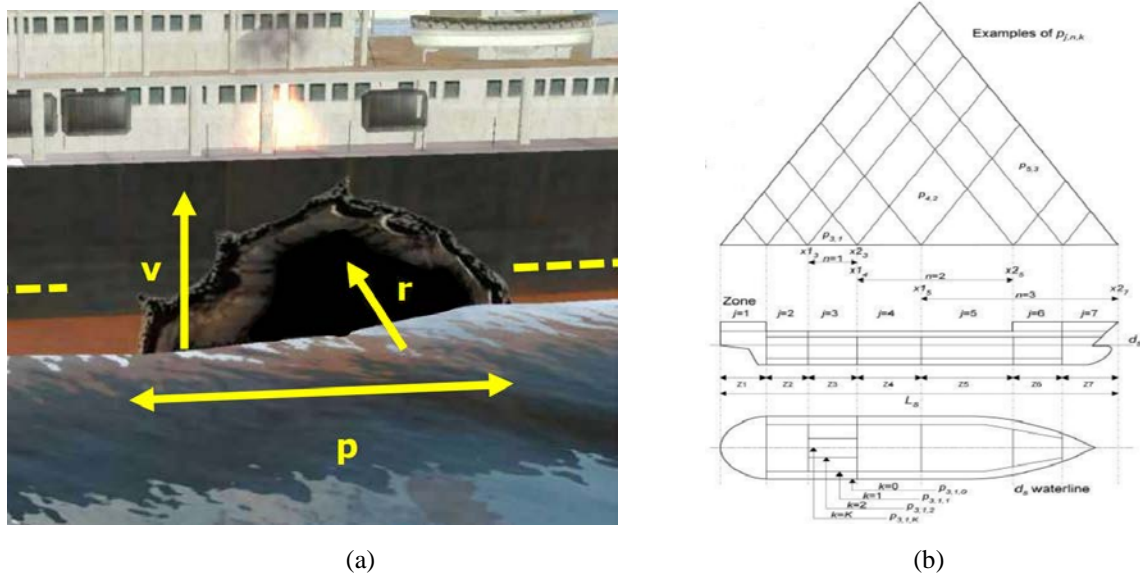 v
r
p
(a)
Examples of p_{j,n,k}
p_{5,3}
p_{4,2}
p_{3,1}
x1_3 x2_3
n=1
x1_4 n=2 x2_5
x1_5 n=3 x2_7
Zone
j=1 j=2 j=3 j=4 j=5 j=6 j=7
d_s
Z1 Z2 Z3 Z4 Z5 Z6 Z7
L_s
k=0 p_{3,1,0}
k=1 p_{3,1,1}
k=2 p_{3,1,2}
k=K p_{3,1,K}
d_s waterline
(b)